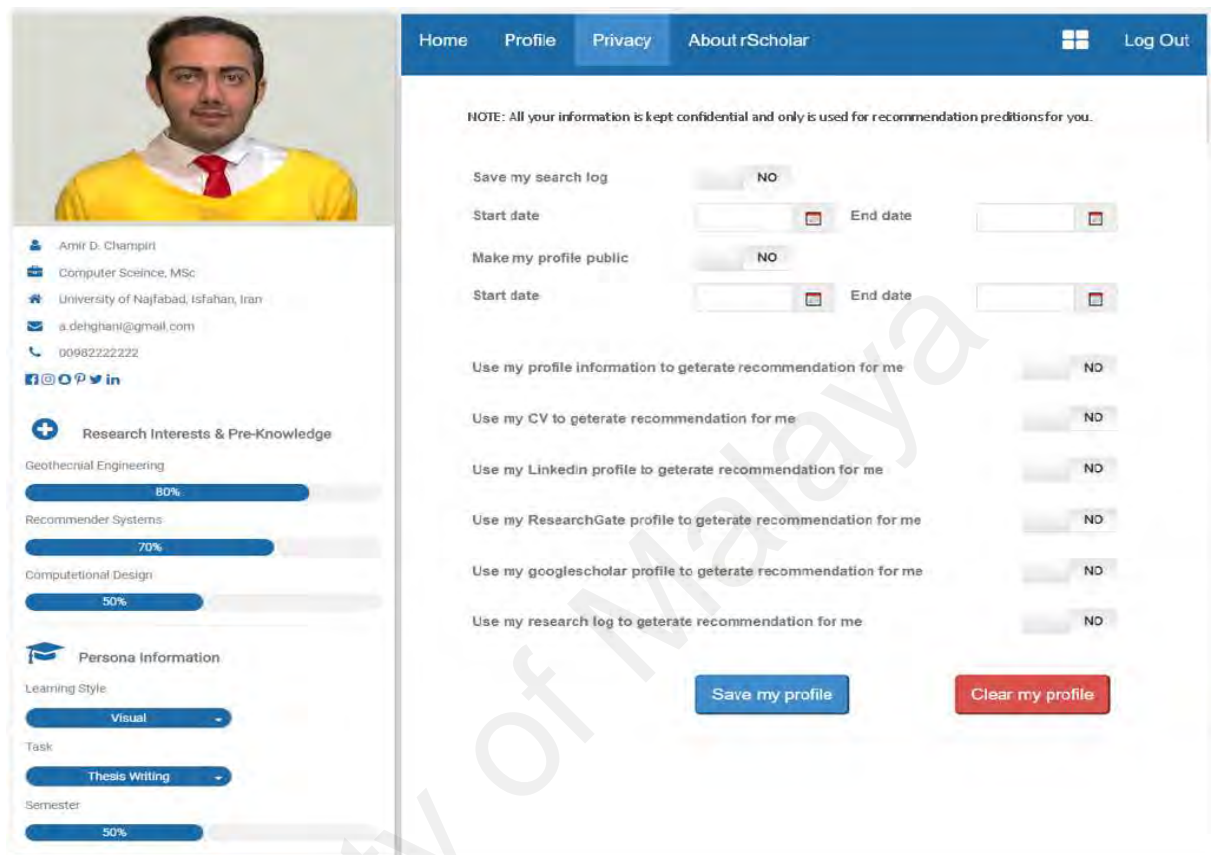 Home Profile Privacy About rScholar Log Out
NOTE: All your information is kept confidential and only is used for recommendation preditions for you.
Save my search log NO
Start date End date
Make my profile public NO
Start date End date
Use my profile information to geterate recommendation for me NO
Use my CV to geterate recommendation for me NO
Use my LinkedIn profile to geterate recommendation for me NO
Use my ResearchGate profile to geterate recommendation for me NO
Use my googlescholar profile to geterate recommendation for me NO
Use my research log to geterate recommendation for me NO
Save my profile Clear my profile
Amir D. Champiri
Computer Sceince, MSc
University of Najfabad, Isfahan, Iran
a.dehghani@gmail.com
00982222222
Research Interests & Pre-Knowledge
Geothecnial Engineering
80%
Recommender Systems
70%
Computetional Design
50%
Persona Information
Learning Style
Visual
Task
Thesis Writing
Semester
50%
ty of Malaya